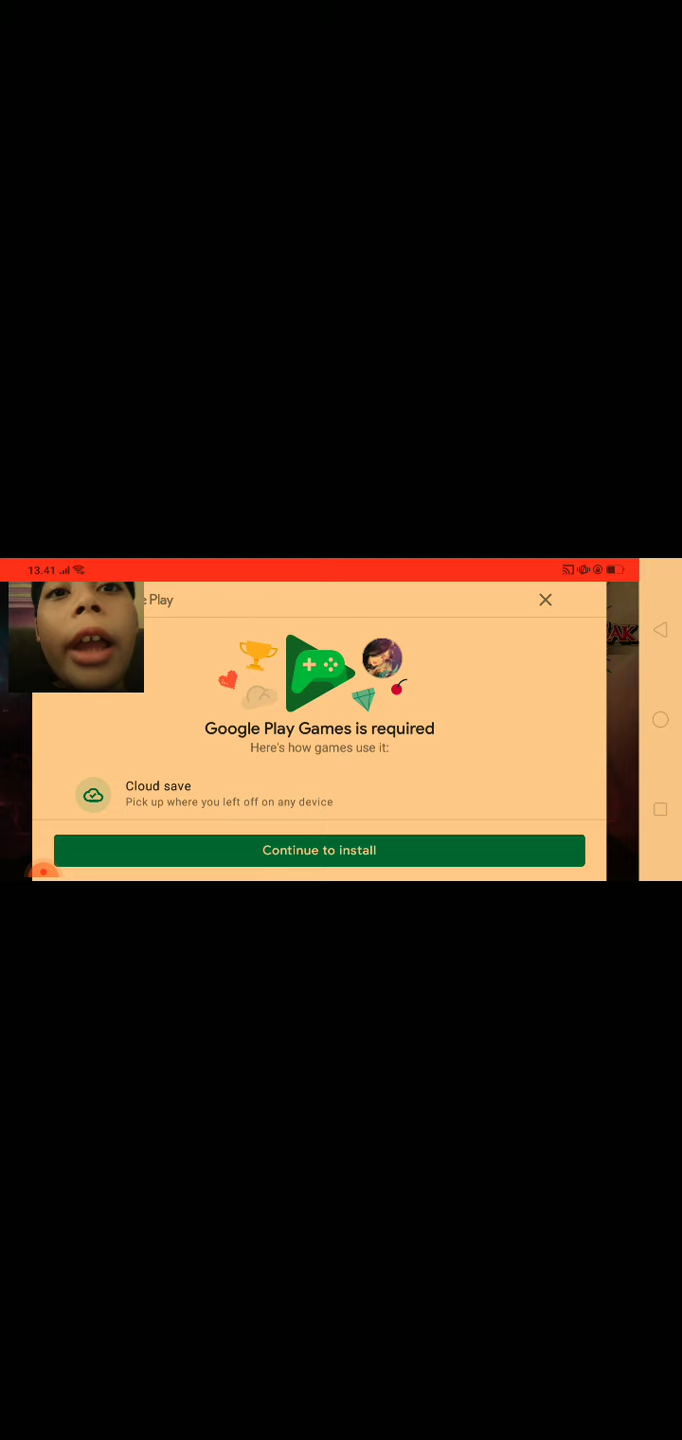 13.41
e Play
AK
Google Play Games is required
Here's how games use it:
Cloud save
Pick up where you left off on any device
Continue to install